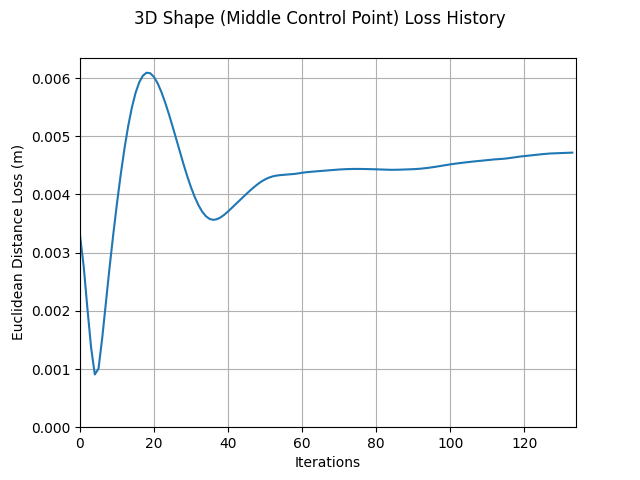 3D Shape (Middle Control Point) Loss History
Euclidean Distance Loss (m)
0.006
0.005
0.004
0.003
0.002
0.001
0.000
0 20 40 60 80 100 120
Iterations